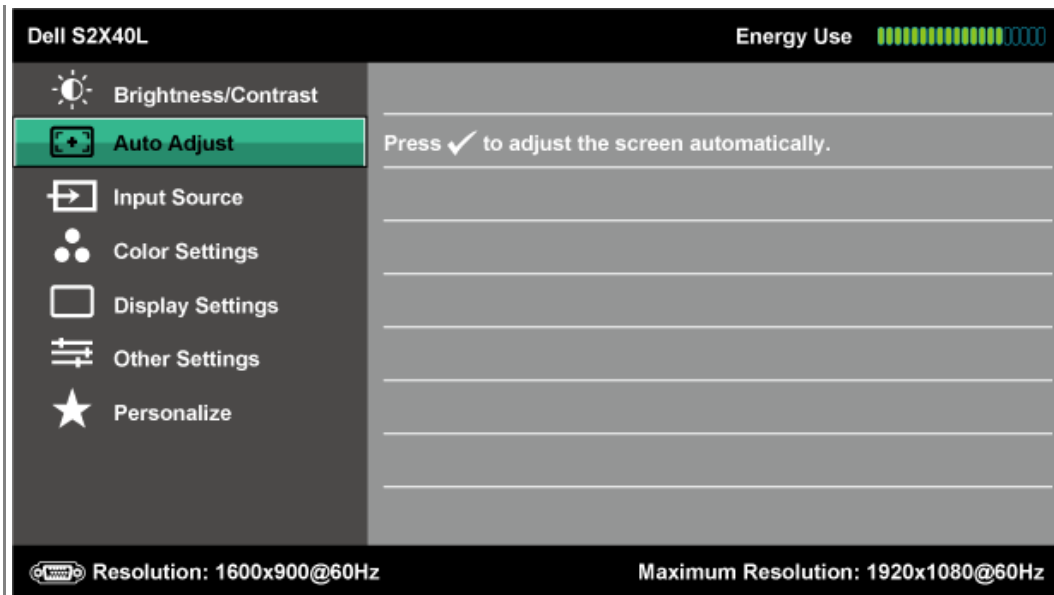 Dell S2X40L Energy Use
Brightness/Contrast
Auto Adjust Press ✓ to adjust the screen automatically.
Input Source
Color Settings
Display Settings
Other Settings
Personalize
Resolution: 1600x900@60Hz Maximum Resolution: 1920x1080@60Hz